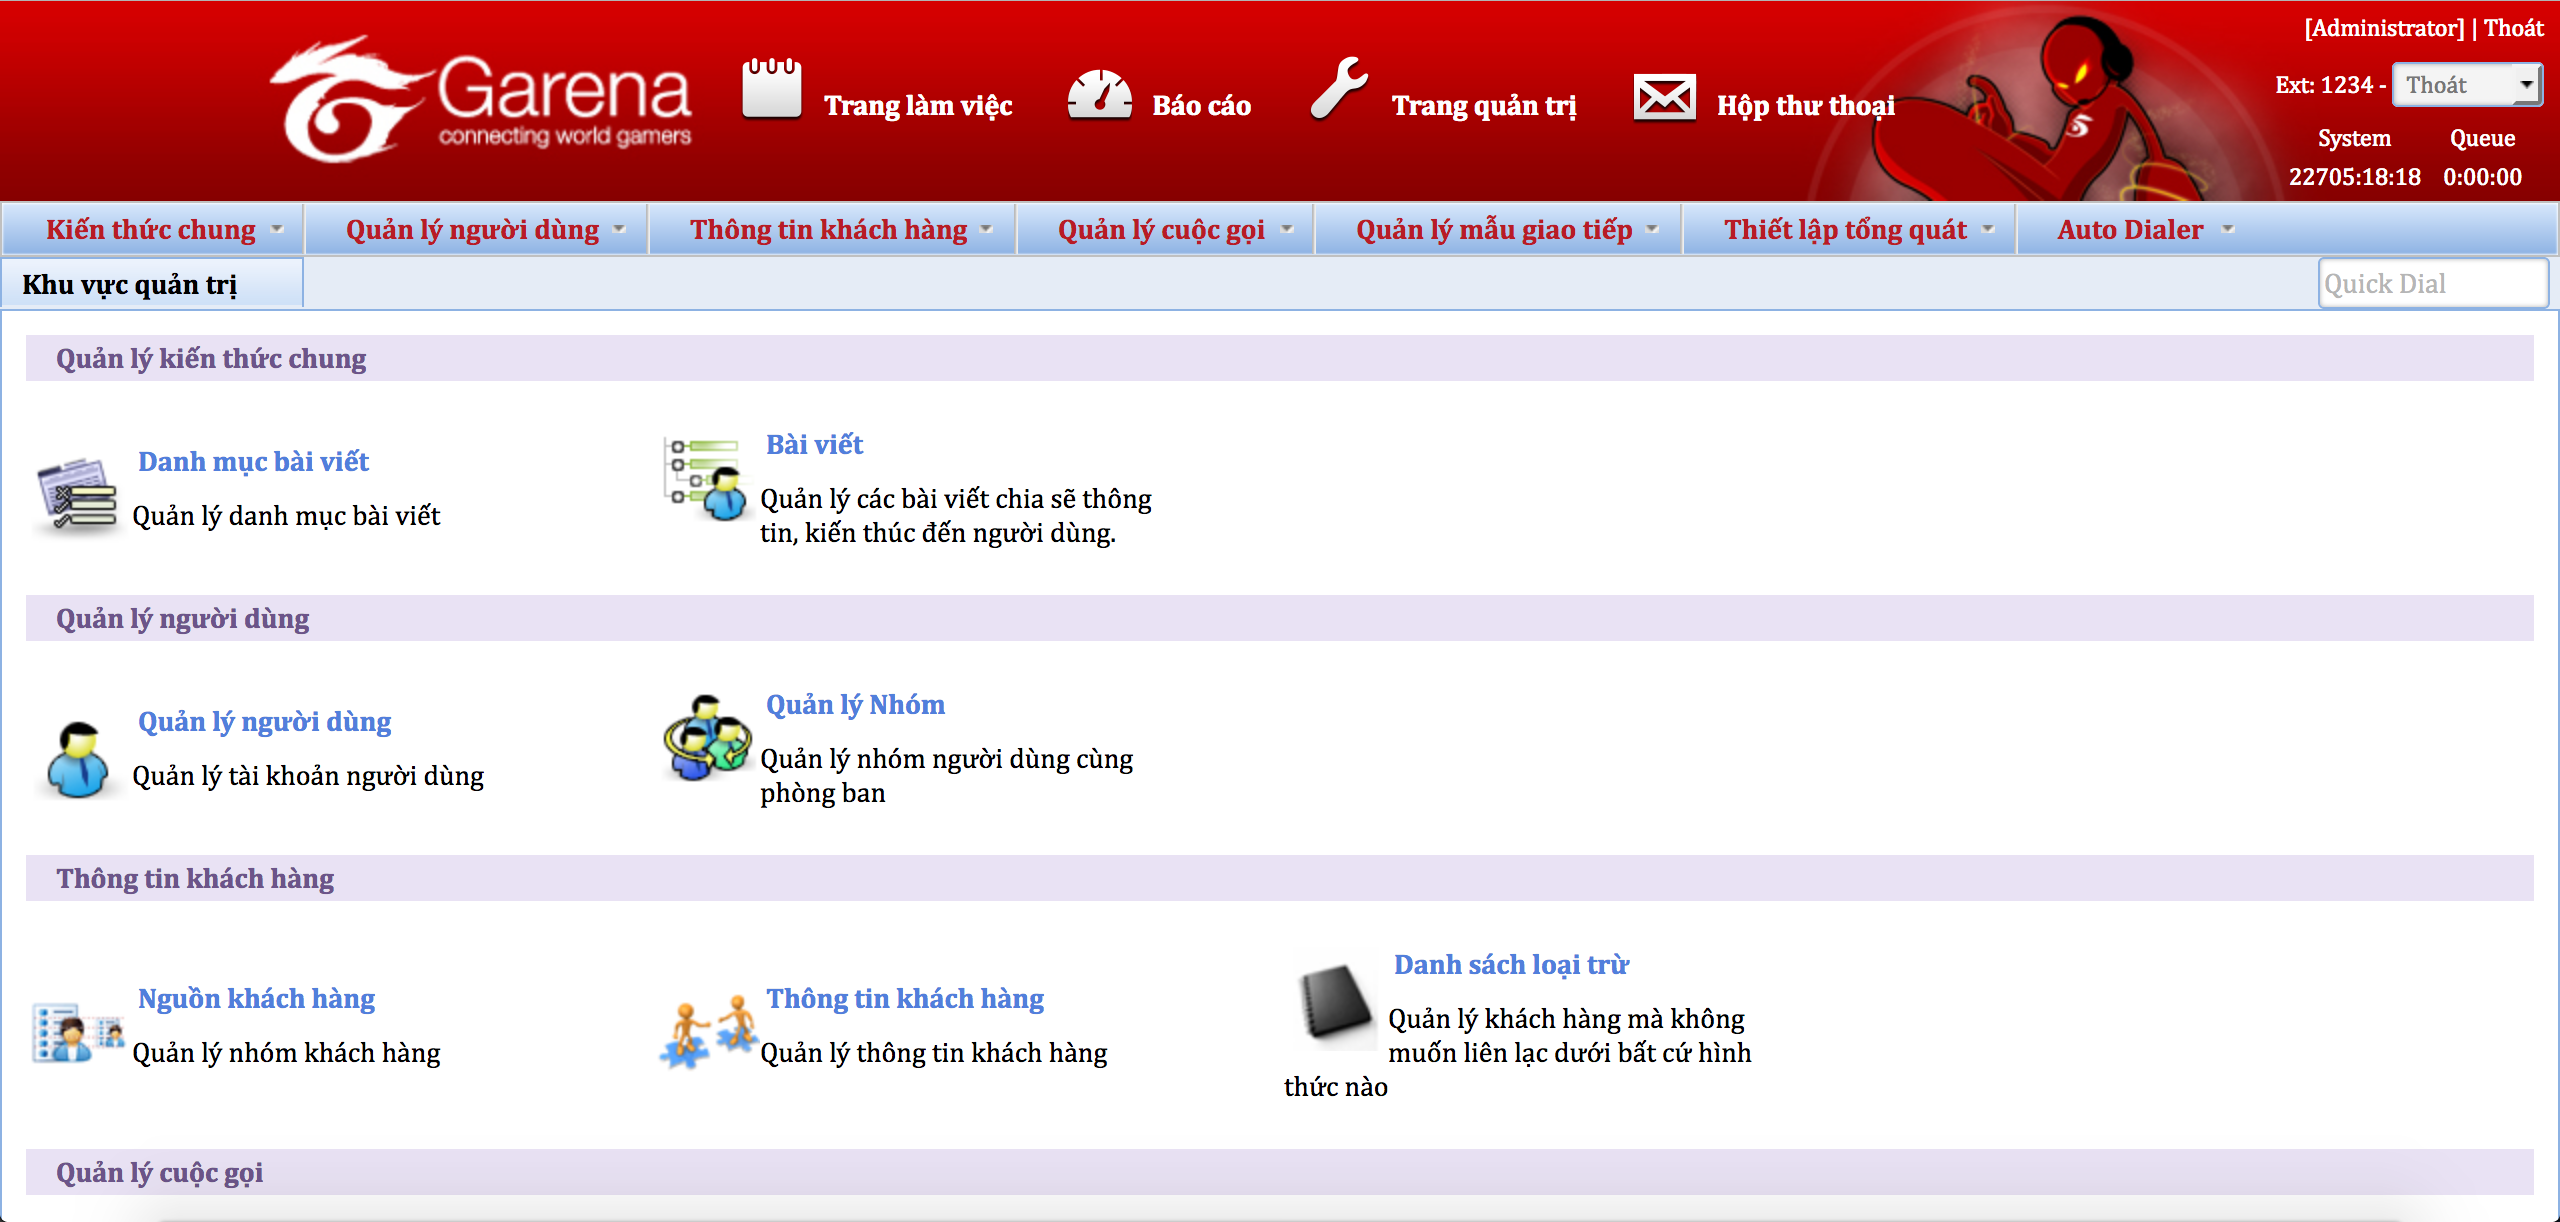 [Administrator] | Thoát
Garena
connecting world gamers
Trang làm việc
Báo cáo
Trang quản trị
Hộp thư thoại
Ext: 1234 - Thoát
System Queue
22705:18:18 0:00:00
Kiến thức chung
Quản lý người dùng
Thông tin khách hàng
Quản lý cuộc gọi
Quản lý mẫu giao tiếp
Thiết lập tổng quát
Auto Dialer
Khu vực quản trị
Quick Dial
Quản lý kiến thức chung
Danh mục bài viết
Quản lý danh mục bài viết
Bài viết
Quản lý các bài viết chia sẽ thông
tin, kiến thúc đến người dùng.
Quản lý người dùng
Quản lý người dùng
Quản lý tài khoản người dùng
Quản lý Nhóm
Quản lý nhóm người dùng cùng
phòng ban
Thông tin khách hàng
Nguồn khách hàng
Quản lý nhóm khách hàng
Thông tin khách hàng
Quản lý thông tin khách hàng
Danh sách loại trừ
Quản lý khách hàng mà không
muốn liên lạc dưới bất cứ hình
thức nào
Quản lý cuộc gọi